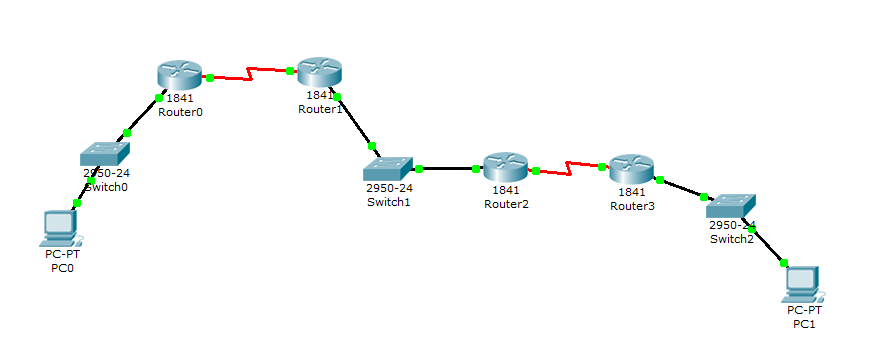 1841
Router0
1841
Router1
2950-24
Switch0
PC-PT
PC0
2950-24
Switch1
1841
Router2
1841
Router3
2950-24
Switch2
PC-PT
PC1